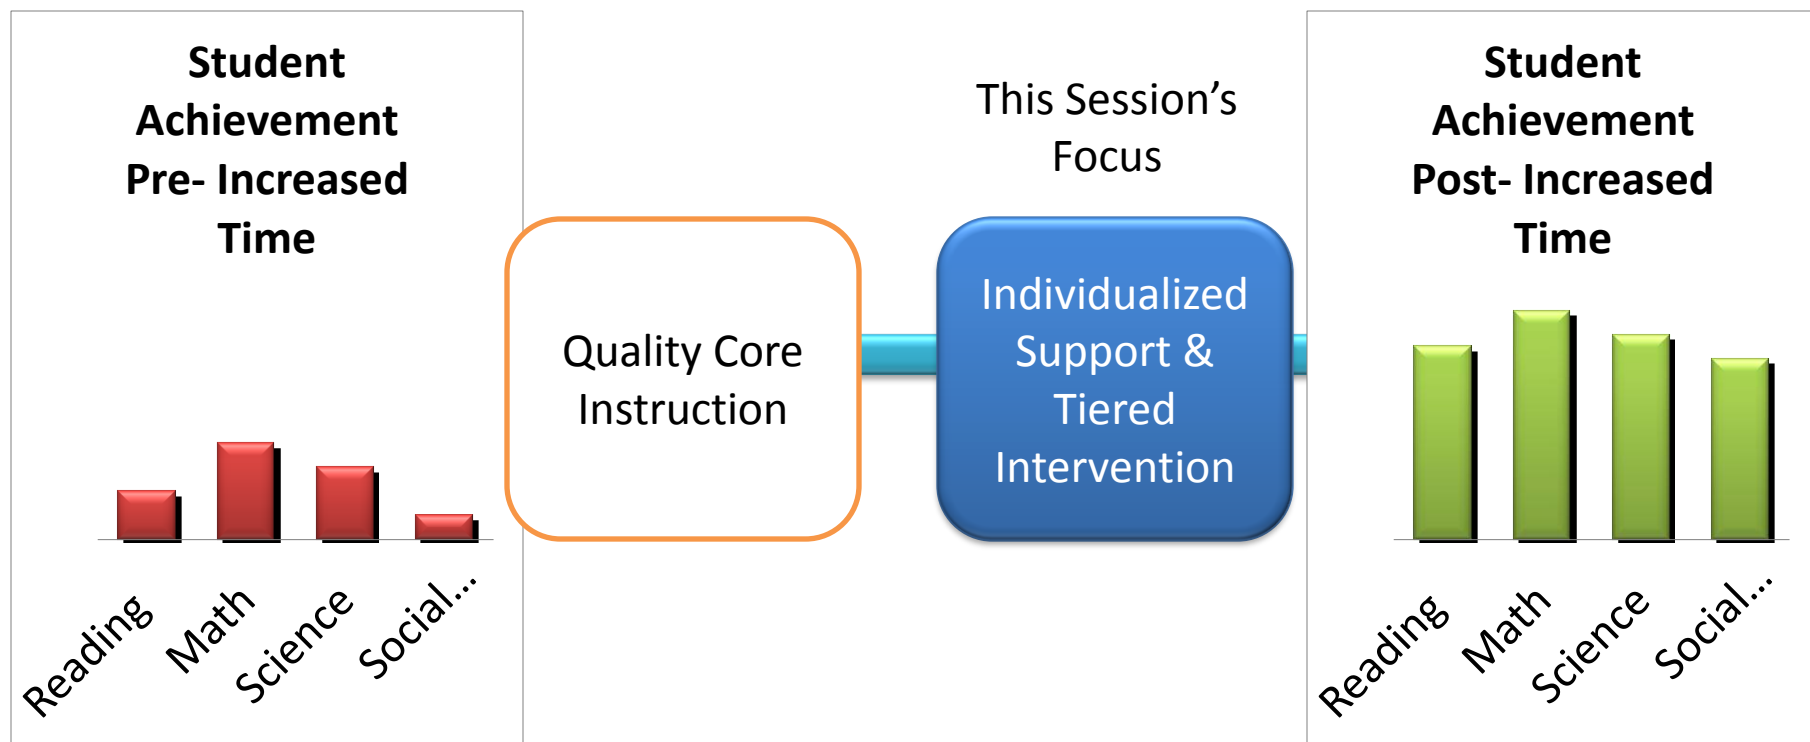 Student
Achievement
Pre- Increased
Time
Reading
Math
Science
Social...
Quality Core
Instruction
This Session’s
Focus
Individualized
Support &
Tiered
Intervention
Student
Achievement
Post- Increased
Time
Reading
Math
Science
Social...